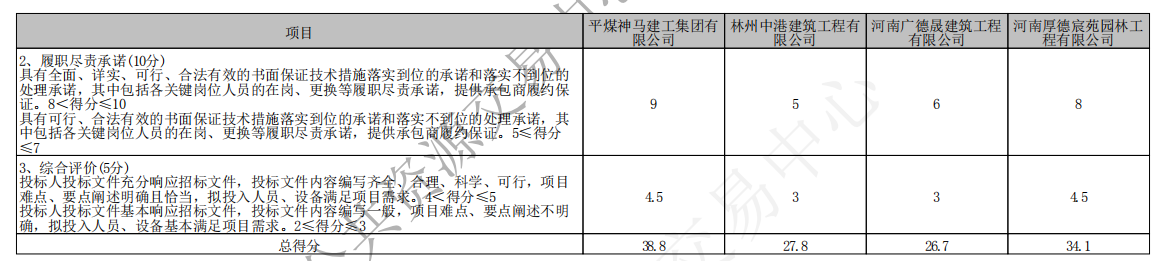 项目
平煤神马建工集团有
限公司
林州中港建筑工程有
限公司
河南广德晟建筑工程
有限公司
河南厚德宸苑园林工
程有限公司
2、履职尽责承诺(10分)
具有全面、详实、可行、合法有效的书面保证技术措施落实到位的承诺和落实不到位的
处理承诺，其中包括各关键岗位人员的在岗、更换等履职尽责承诺，提供承包商履约保
证。8＜得分≤10
具有可行、合法有效的书面保证技术措施落实到位的承诺和落实不到位的处理承诺，其
中包括各关键岗位人员的在岗、更换等履职尽责承诺，提供承包商履约保证。5≤得分
≤7
9
5
6
8
3、综合评价(5分)
投标人投标文件充分响应招标文件，投标文件内容编写齐全、合理、科学、可行，项目
难点、要点阐述明确且恰当，拟投入人员、设备满足项目需求。4＜得分≤5
投标人投标文件基本响应招标文件，投标文件内容编写一般，项目难点、要点阐述不明
确，拟投入人员、设备基本满足项目需求。2≤得分≤3
4.5
3
3
4.5
总得分
38.8
27.8
26.7
34.1
共资源交易中
交易中心